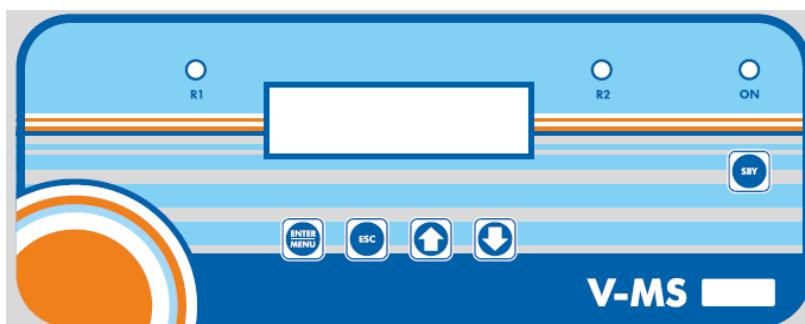 R1
R2
ON
SBY
ENTER
MENU
ESC
V-MS